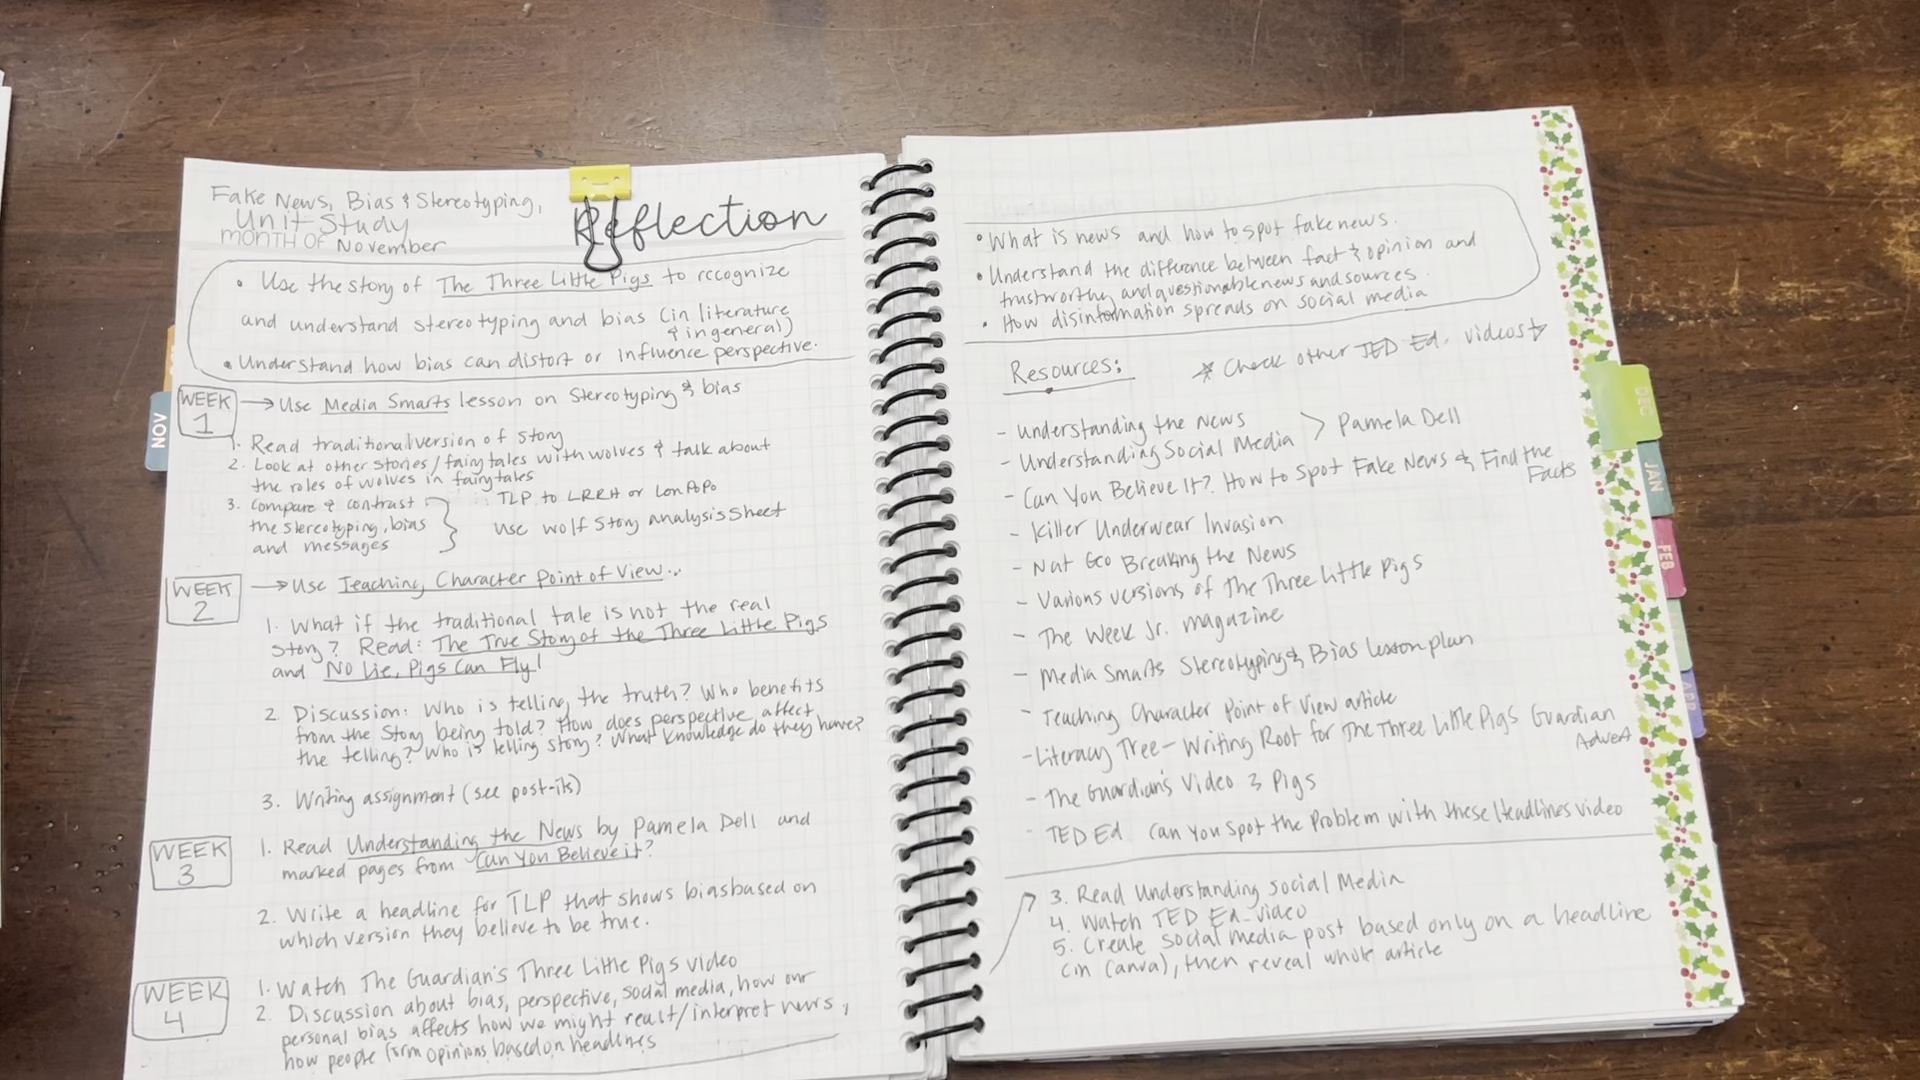 Fake News, Bias & Stereotyping,
Unit Study
MONTH OF November
Reflection
• Use the story of The Three Little Pigs to recognize
and understand stereotyping and bias (in literature
& in general)
• Understand how bias can distort or influence perspective.
WEEK 1
→ Use Media Smarts lesson on Stereotyping & bias
1. Read traditional version of story
2. Look at other stories/fairytales with wolves & talk about
the roles of wolves in fairytales
3. Compare & contrast
the stereotyping, bias
and messages
TLP to LRRH or Lon PoPo
use wolf Story analysis sheet
WEEK 2
→ Use Teaching Character Point of View...
1. What if the traditional tale is not the real
story? Read: The True Story of the Three Little Pigs
and No Lie, Pigs Can Fly!
2. Discussion: Who is telling the truth? Who benefits
from the story being told? How does perspective affect
the telling? Who is telling story? What knowledge do they have?
3. Writing assignment (see post-its)
WEEK 3
1. Read Understanding the News by Pamela Dell and
marked pages from Can You Believe it?
2. Write a headline for TLP that shows bias based on
which version they believe to be true.
WEEK 4
1. Watch The Guardian's Three Little Pigs video
2. Discussion about bias, perspective, social media, how our
personal bias affects how we might react/interpret news,
how people form opinions based on headlines
NOV
• What is news and how to spot fake news.
• Understand the difference between fact & opinion and
trustworthy and questionable news and sources.
• How disinformation spreads on social media
Resources:
* Check other TED Ed. videos
- Understanding the News
- Understanding Social Media > Pamela Dell
- Can You Believe It? How to Spot Fake News & Find the
Facts
- Killer Underwear Invasion
- Nat Geo Breaking the News
- Various versions of The Three Little Pigs
- The Week Jr. magazine
- Media Smarts Stereotyping & Bias lesson plan
- Teaching Character Point of View article
- Literacy Tree - Writing Root for The Three Little Pigs Guardian
Advert
- The Guardian's Video 3 Pigs
- TED Ed Can you Spot the Problem with these Headlines video
3. Read Understanding Social Media
4. Watch TED Ed-video
5. Create social media post based only on a headline
(in Canva), then reveal whole article
DEC
JAN
FEB
APR